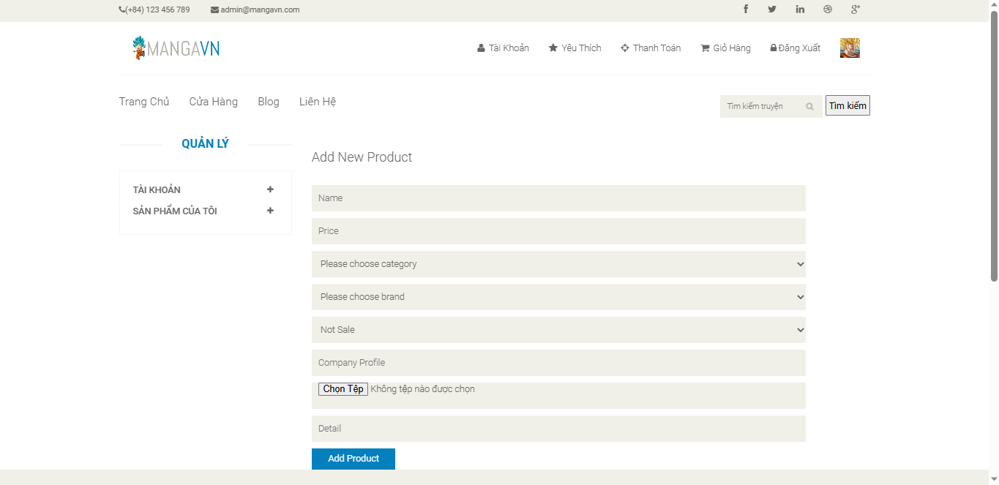 (+84) 123 456 789 admin@mangavn.com
MANGAVN
Tài Khoản Yêu Thích Thanh Toán Giỏ Hàng Đăng Xuất
Trang Chủ Cửa Hàng Blog Liên Hệ
Tìm kiếm truyện Tìm kiếm
QUẢN LÝ
TÀI KHOẢN
SẢN PHẨM CỦA TÔI
Add New Product
Name
Price
Please choose category
Please choose brand
Not Sale
Company Profile
Chọn Tệp Không tệp nào được chọn
Detail
Add Product